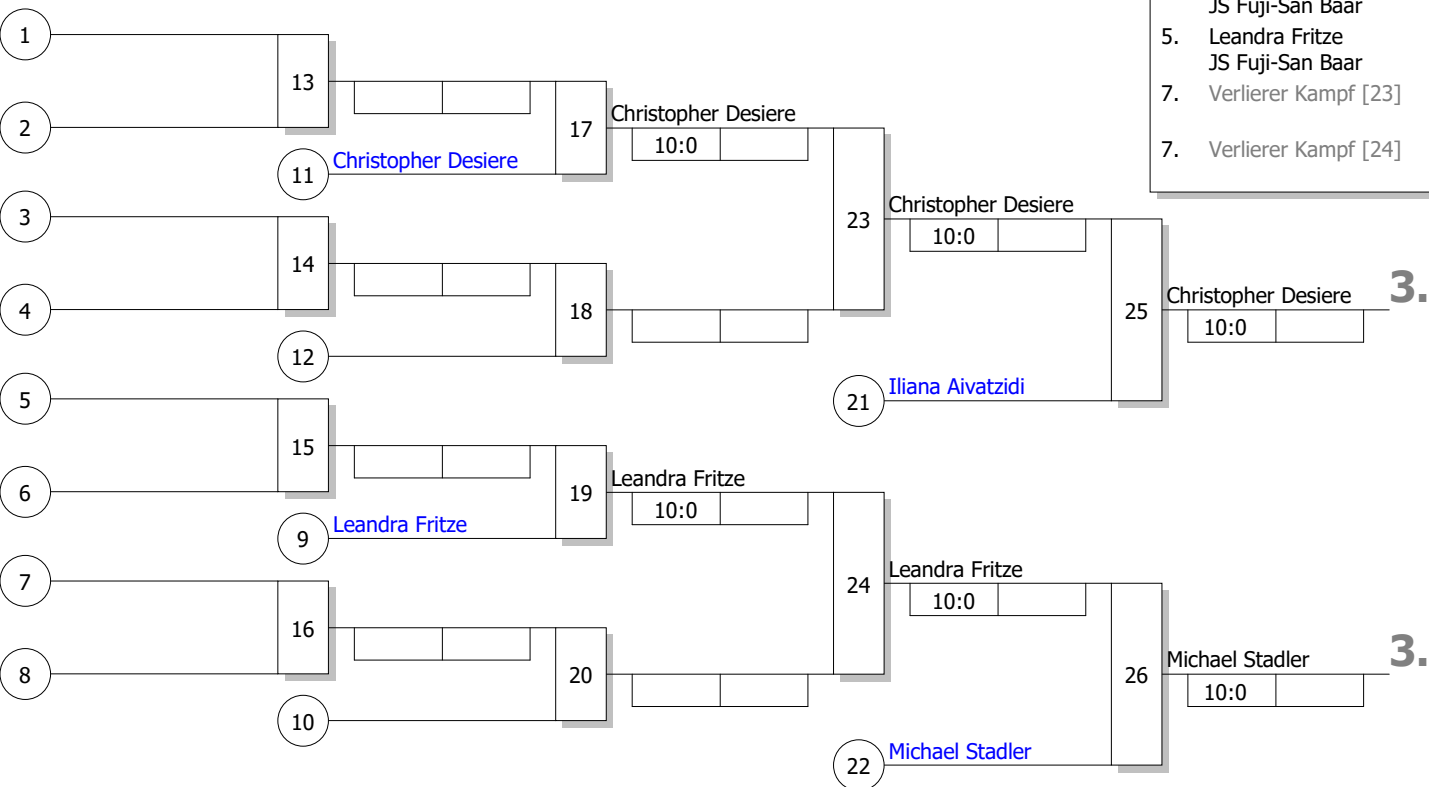 JS Fuji-San Baar
5. Leandra Fritze
JS Fuji-San Baar
7. Verlierer Kampf [23]
7. Verlierer Kampf [24]
1
13
2
17
Christopher Desiere
10:0
11
Christopher Desiere
3
14
4
18
12
23
Christopher Desiere
10:0
25
Christopher Desiere
3.
10:0
21
Iliana Aivatzidi
5
15
6
19
Leandra Fritze
10:0
9
Leandra Fritze
7
16
8
20
10
24
Leandra Fritze
10:0
26
Michael Stadler
3.
10:0
22
Michael Stadler